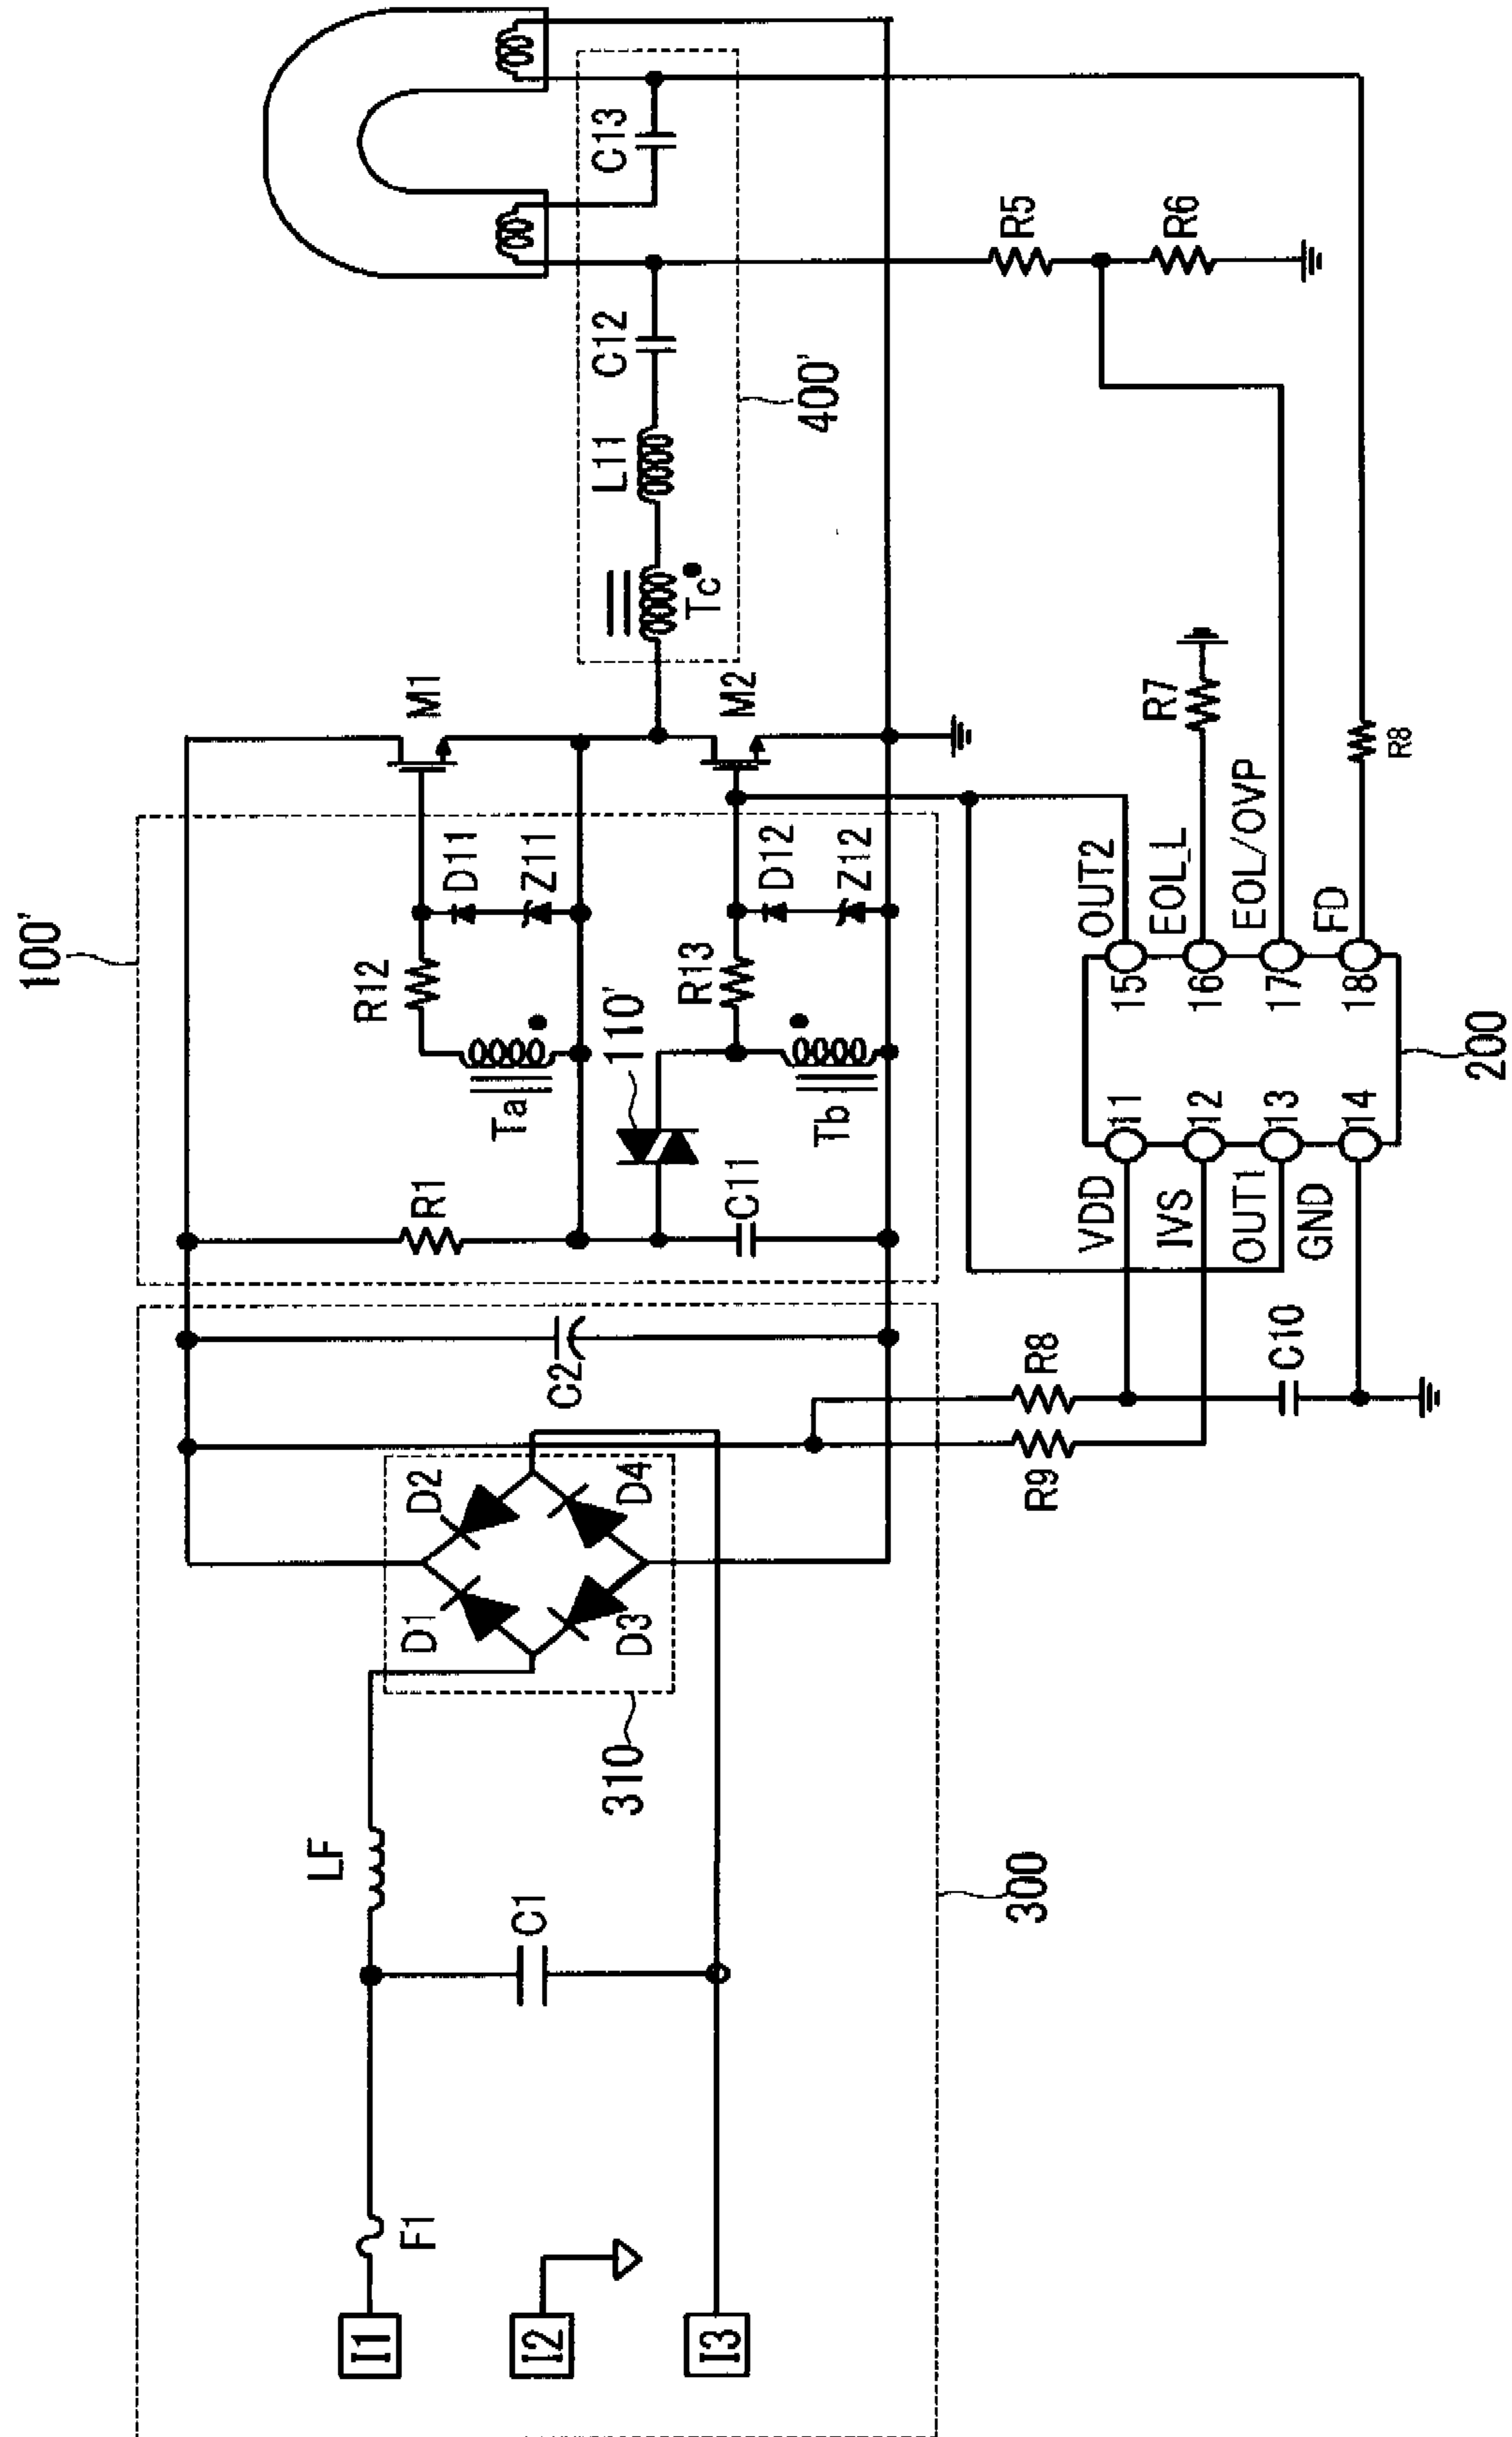 100'
R1
R12
D11
Z11
Ta
110'
R13
D12
Z12
Tb
C11
M1
M2
Tc
L11
C12
C13
400'
I1
I2
I3
F1
C1
LF
310
D1
D2
D3
D4
C2
300
R9
R8
C10
VDD
IVS
OUT1
GND
11
12
13
14
15
16
17
18
OUT2
EOL_L
EOL/OVP
FD
200
R7
R8
R5
R6